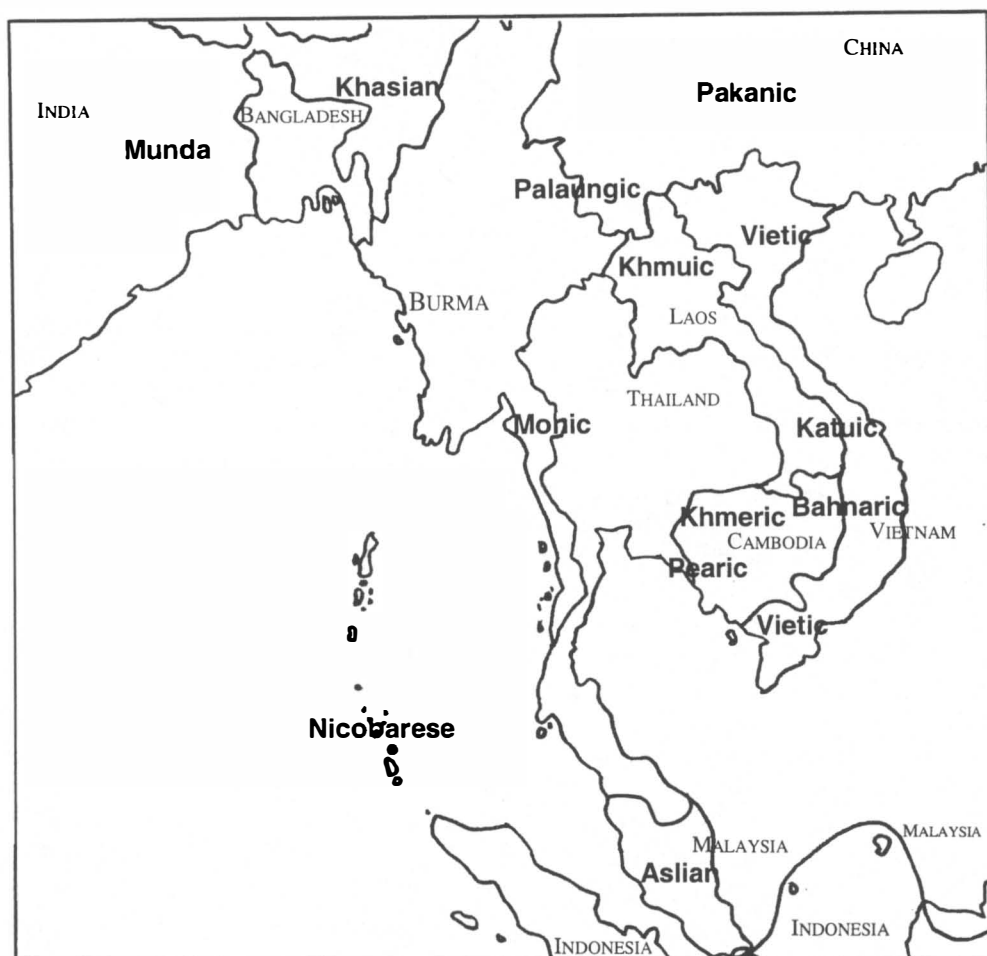 CHINA
Khasian
Pakanic
INDIA
BANGLADESH
Munda
Palaungic
Vietic
Khmuic
BURMA
LAOS
THAILAND
Monic
Katuic
Khmeric
Bahnaric
CAMBODIA
VIETNAM
Pearic
Vietic
Nicobarese
MALAYSIA
MALAYSIA
Aslian
INDONESIA
INDONESIA